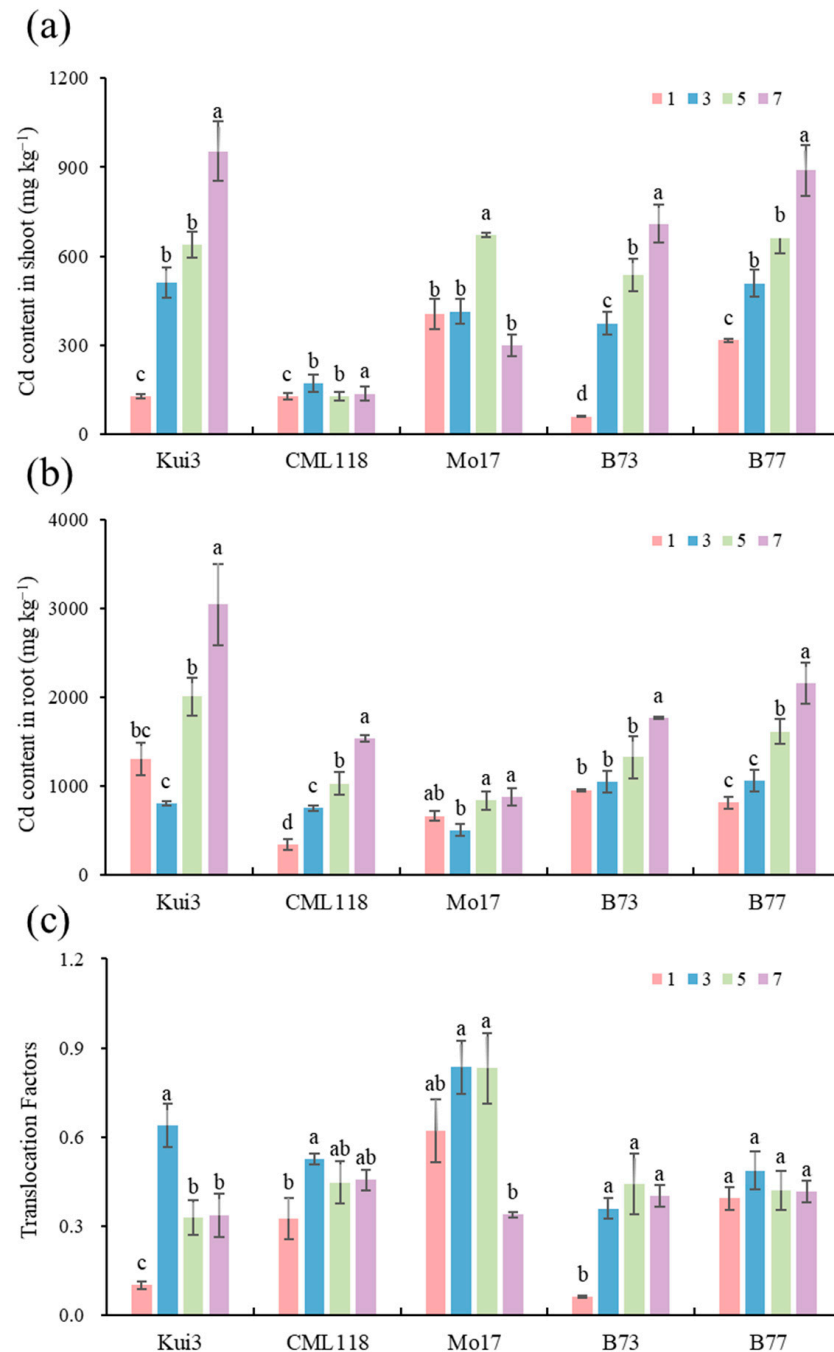 (a)
Cd content in shoot (mg kg⁻¹)
1200
900
600
300
0
1 3 5 7
c b b a
c b b a
b b a b
d c b a
c b b a
Kui3 CML118 Mo17 B73 B77
(b)
Cd content in root (mg kg⁻¹)
4000
3000
2000
1000
0
1 3 5 7
bc c b a
d c b a
ab b a a
b b b a
c c b a
Kui3 CML118 Mo17 B73 B77
(c)
Translocation Factors
1.2
0.9
0.6
0.3
0.0
1 3 5 7
c a b b
b a ab ab
ab a a b
b a a a
a a a a
Kui3 CML118 Mo17 B73 B77